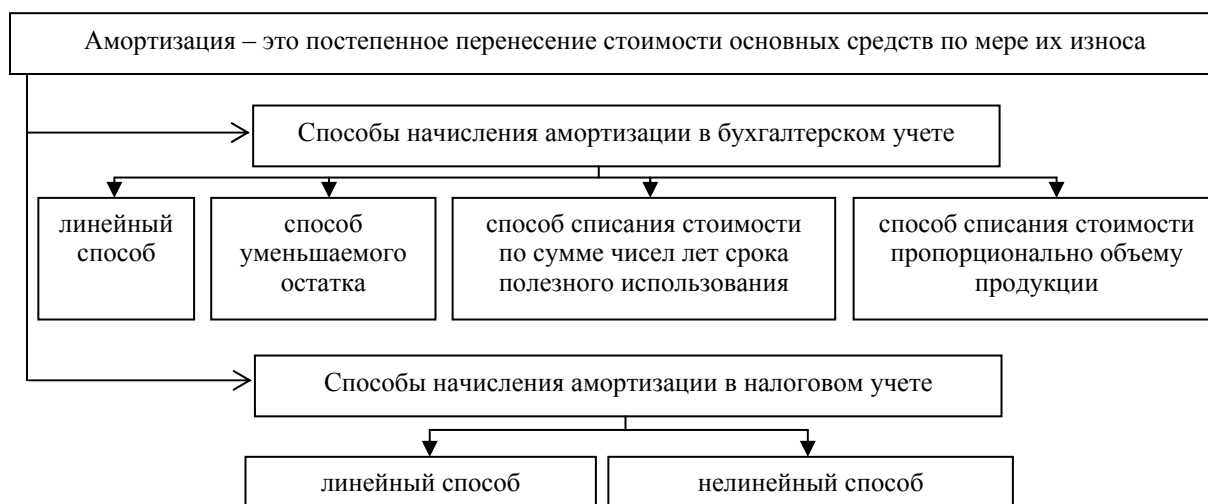 Амортизация – это постепенное перенесение стоимости основных средств по мере их износа
Способы начисления амортизации в бухгалтерском учете
линейный
способ
способ
уменьшаемого
остатка
способ списания стоимости
по сумме чисел лет срока
полезного использования
способ списания стоимости
пропорционально объему
продукции
Способы начисления амортизации в налоговом учете
линейный способ
нелинейный способ